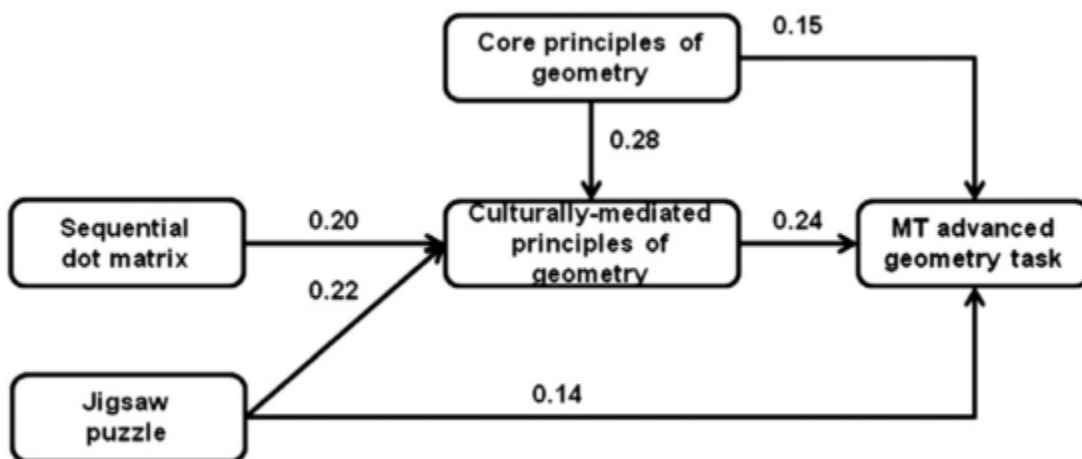 Core principles of
geometry
0.15
0.28
Sequential
dot matrix
0.20
Culturally-mediated
principles of
geometry
0.24
MT advanced
geometry task
0.22
Jigsaw
puzzle
0.14